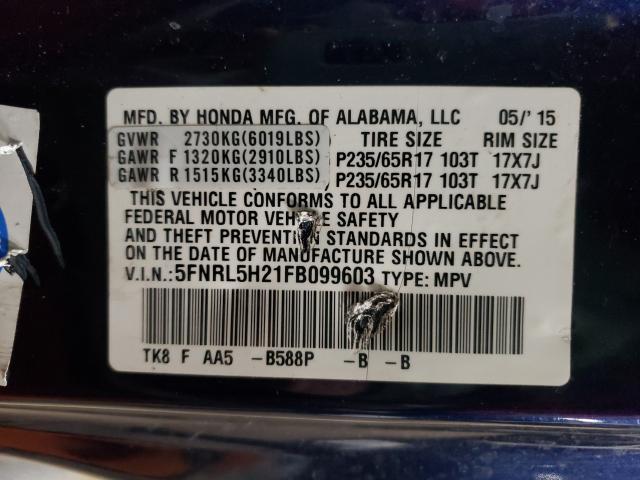 MFD. BY HONDA MFG. OF ALABAMA, LLC 05/'15
GVWR 2730KG(6019LBS) TIRE SIZE RIM SIZE
GAWR F 1320KG(2910LBS) P235/65R17 103T 17X7J
GAWR R 1515KG(3340LBS) P235/65R17 103T 17X7J
THIS VEHICLE CONFORMS TO ALL APPLICABLE
FEDERAL MOTOR VEHICLE SAFETY
AND THEFT PREVENTION STANDARDS IN EFFECT
ON THE DATE OF MANUFACTURE SHOWN ABOVE.
V.I.N.:5FNRL5H21FB099603 TYPE: MPV
TK8 F AA5 -B588P -B -B